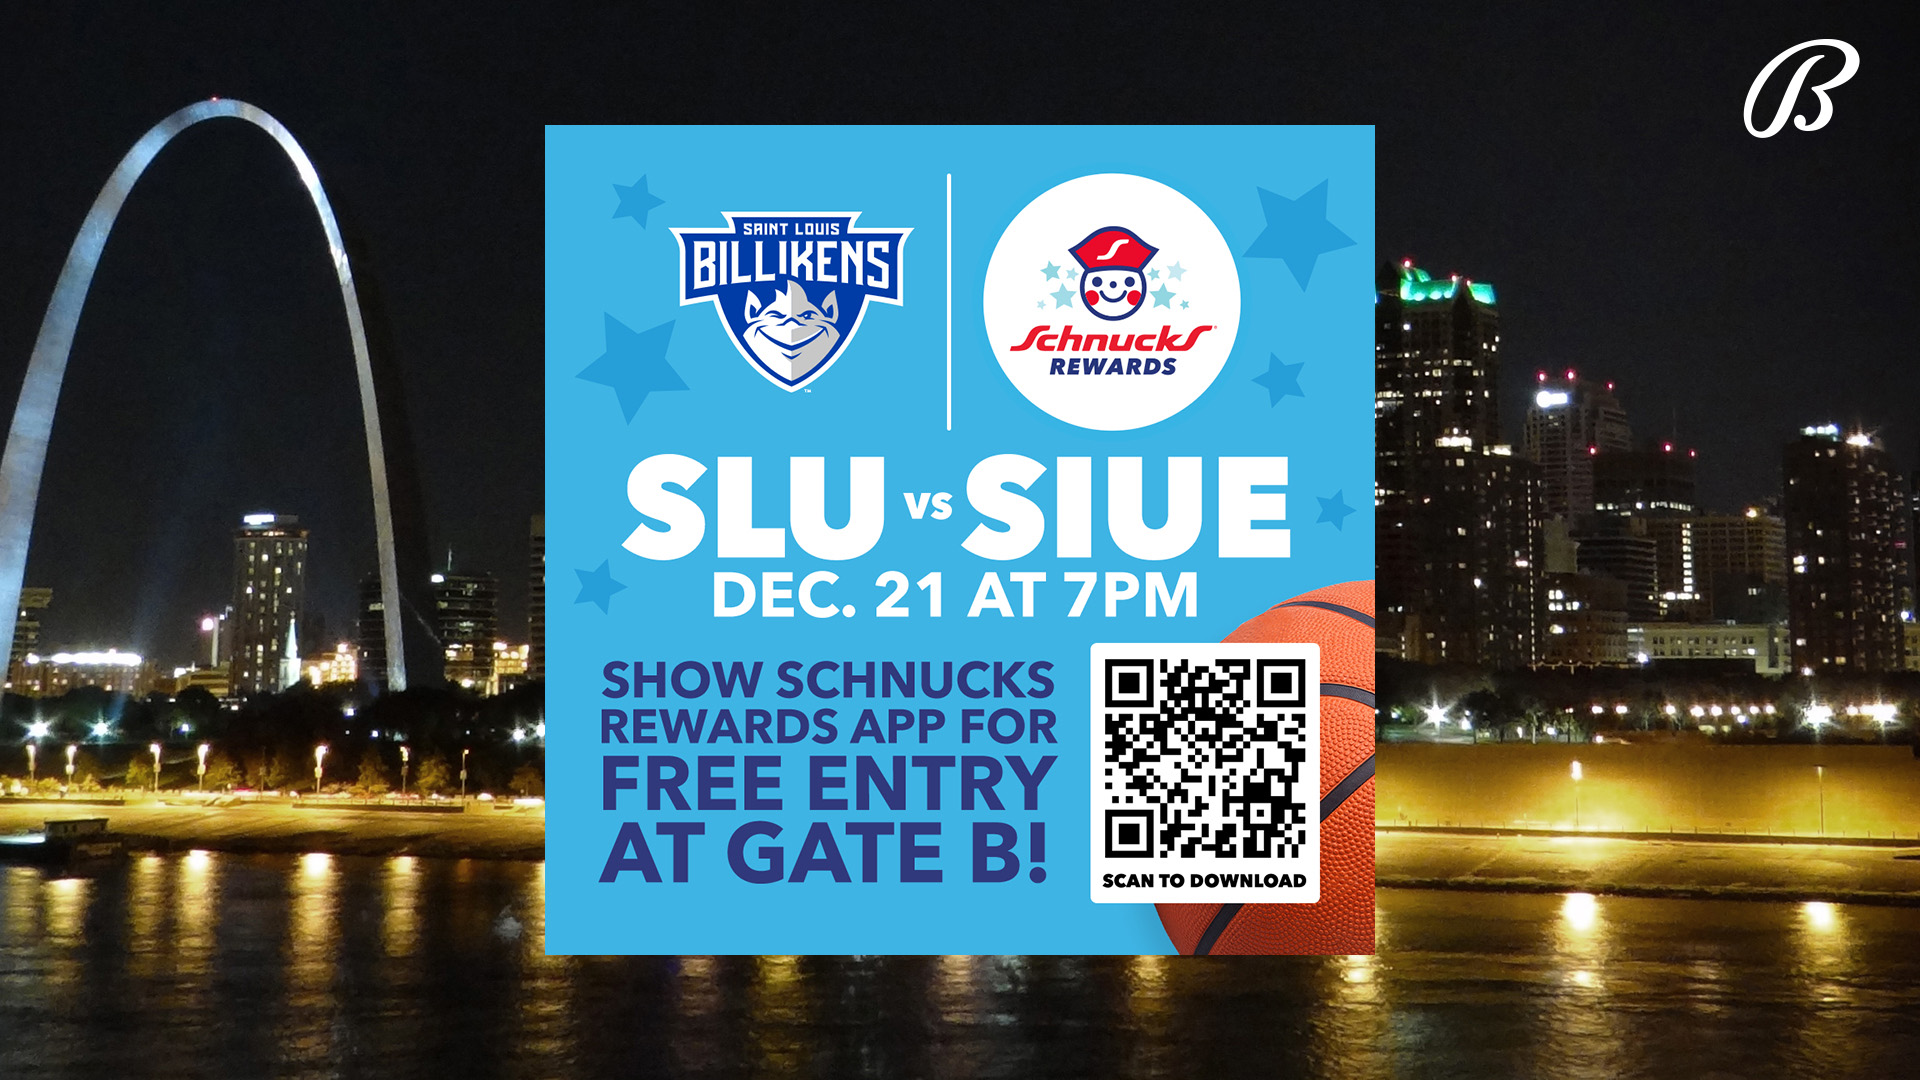 B
SAINT LOUIS
BILLIKENS
TM
S
Schnucks
REWARDS
SLU VS SIUE
DEC. 21 AT 7PM
SHOW SCHNUCKS
REWARDS APP FOR
FREE ENTRY
AT GATE B!
SCAN TO DOWNLOAD